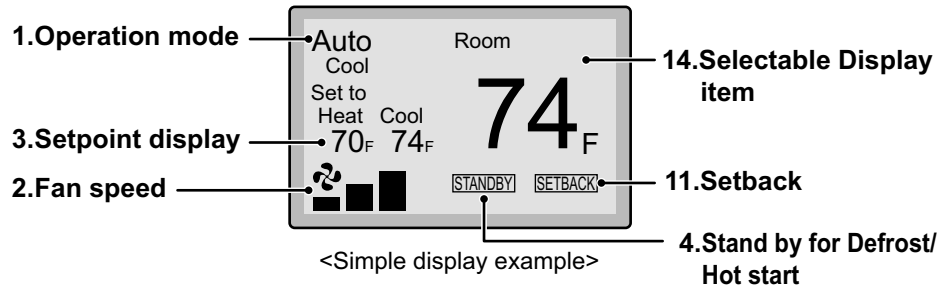 1.Operation mode
3.Setpoint display
2.Fan speed
Auto
Cool
Set to
Heat Cool
70F 74F
Room
74F
STANDBY SETBACK
14.Selectable Display
item
11.Setback
4.Stand by for Defrost/
Hot start
<Simple display example>